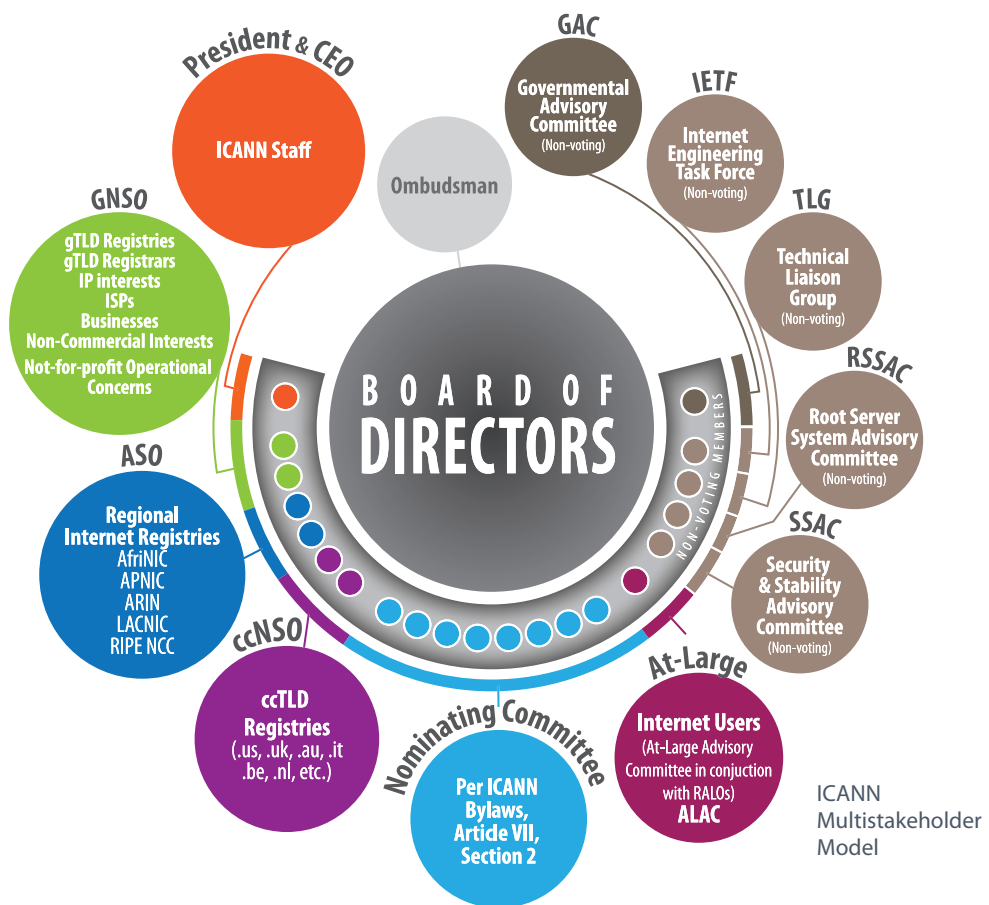 President & CEO
ICANN Staff
GNSO
gTLD Registries
gTLD Registrars
IP interests
ISPs
Businesses
Non-Commercial Interests
Not-for-profit Operational
Concerns
ASO
Regional
Internet Registries
AfriNIC
APNIC
ARIN
LACNIC
RIPE NCC
ccNSO
ccTLD
Registries
(.us, .uk, .au, .it
.be, .nl, etc.)
Nominating Committee
Per ICANN
Bylaws,
Article VII,
Section 2
At-Large
Internet Users
(At-Large Advisory
Committee in conjuction
with RALOs)
ALAC
Ombudsman
BOARD OF
DIRECTORS
NON-VOTING MEMBERS
GAC
Governmental
Advisory
Committee
(Non-voting)
IETF
Internet
Engineering
Task Force
(Non-voting)
TLG
Technical
Liaison
Group
(Non-voting)
RSSAC
Root Server
System Advisory
Committee
(Non-voting)
SSAC
Security
& Stability
Advisory
Committee
(Non-voting)
ICANN
Multistakeholder
Model